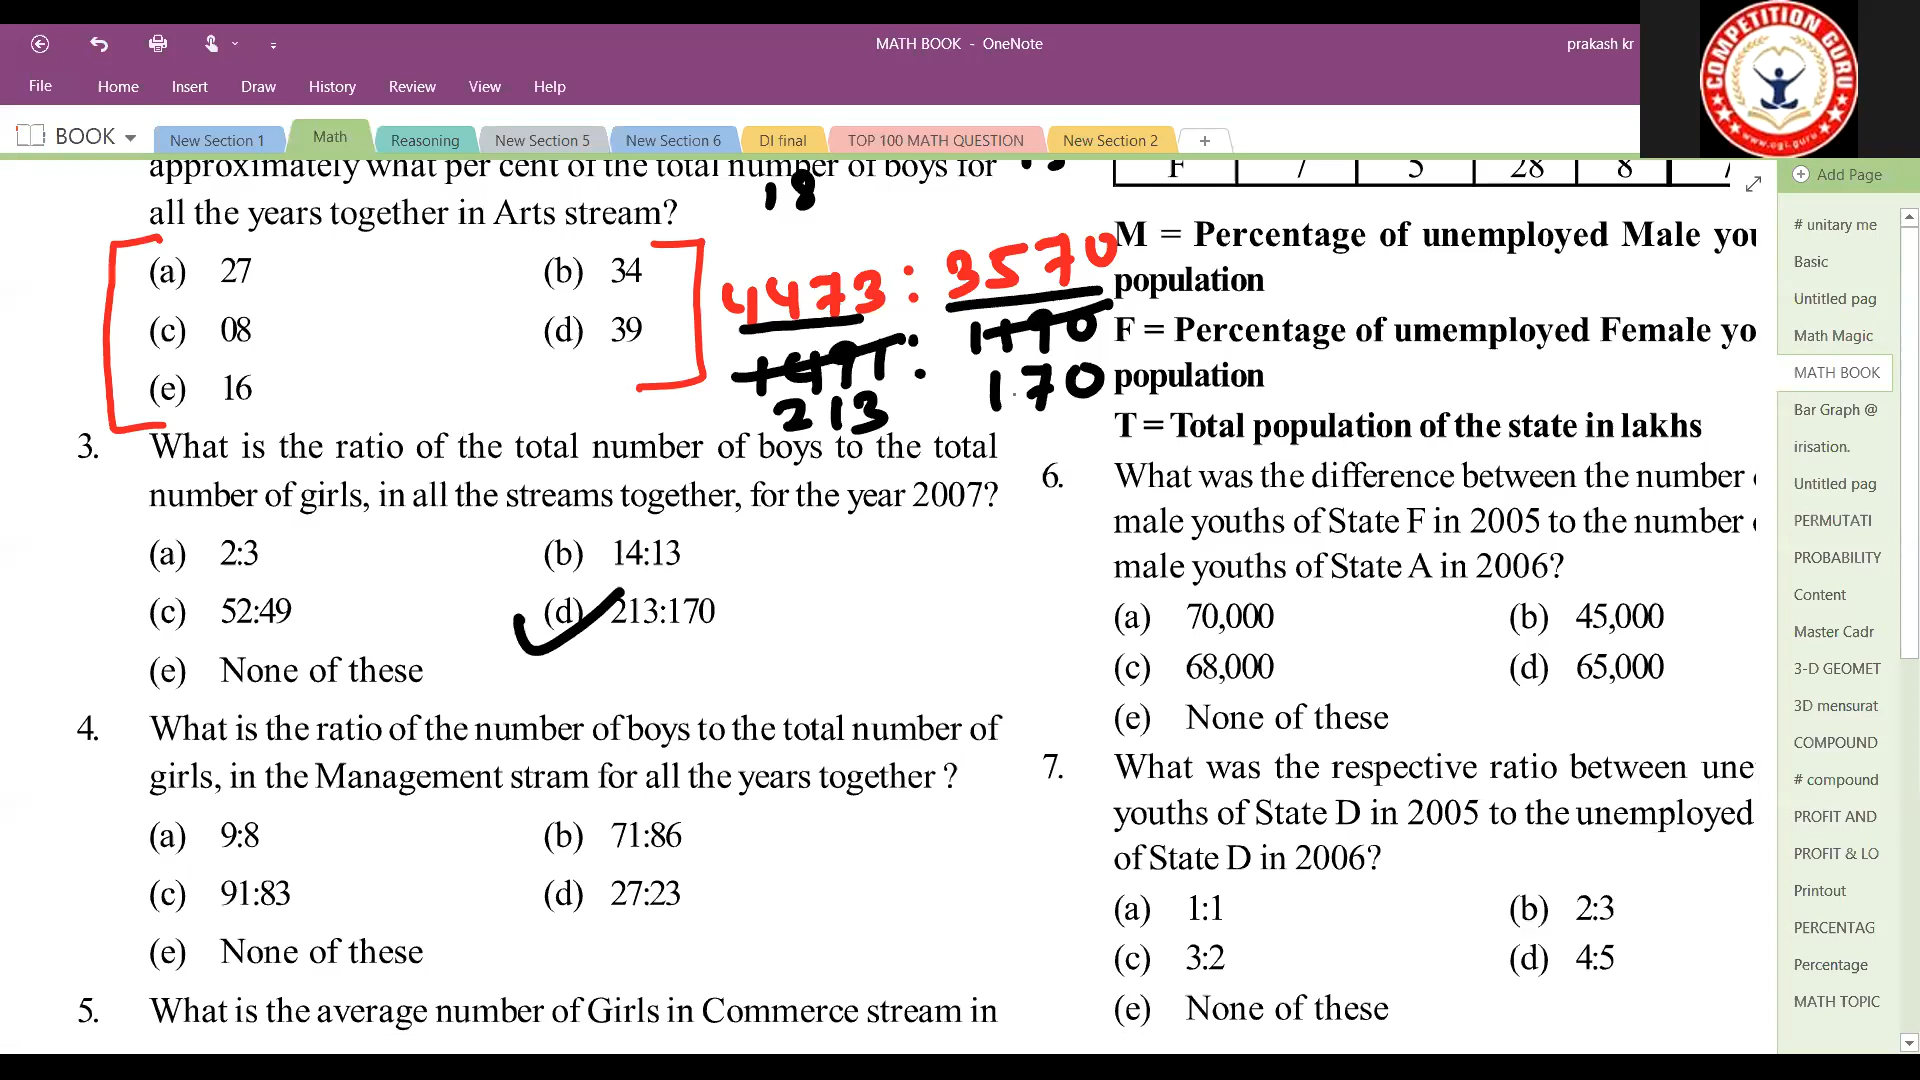 MATH BOOK - OneNote
prakash kr
File Home Insert Draw History Review View Help
COMPETITION GURU
BOOK New Section 1 Math Reasoning New Section 5 New Section 6 DI final TOP 100 MATH QUESTION New Section 2 +
approximately what per cent of the total number of boys for
all the years together in Arts stream?
18
(a) 27 (b) 34
(c) 08 (d) 39
(e) 16
4473 : 3570
1491 : 1190
213 170
3. What is the ratio of the total number of boys to the total
number of girls, in all the streams together, for the year 2007?
(a) 2:3 (b) 14:13
(c) 52:49 (d) 213:170
(e) None of these
4. What is the ratio of the number of boys to the total number of
girls, in the Management stram for all the years together ?
(a) 9:8 (b) 71:86
(c) 91:83 (d) 27:23
(e) None of these
5. What is the average number of Girls in Commerce stream in
F 7 5 28 8
M = Percentage of unemployed Male you
population
F = Percentage of umemployed Female yo
population
T = Total population of the state in lakhs
6. What was the difference between the number
male youths of State F in 2005 to the number
male youths of State A in 2006?
(a) 70,000 (b) 45,000
(c) 68,000 (d) 65,000
(e) None of these
7. What was the respective ratio between une
youths of State D in 2005 to the unemployed
of State D in 2006?
(a) 1:1 (b) 2:3
(c) 3:2 (d) 4:5
(e) None of these
Add Page
# unitary me
Basic
Untitled pag
Math Magic
MATH BOOK
Bar Graph @
irisation.
Untitled pag
PERMUTATI
PROBABILITY
Content
Master Cadr
3-D GEOMET
3D mensurat
COMPOUND
# compound
PROFIT AND
PROFIT & LO
Printout
PERCENTAG
Percentage
MATH TOPIC